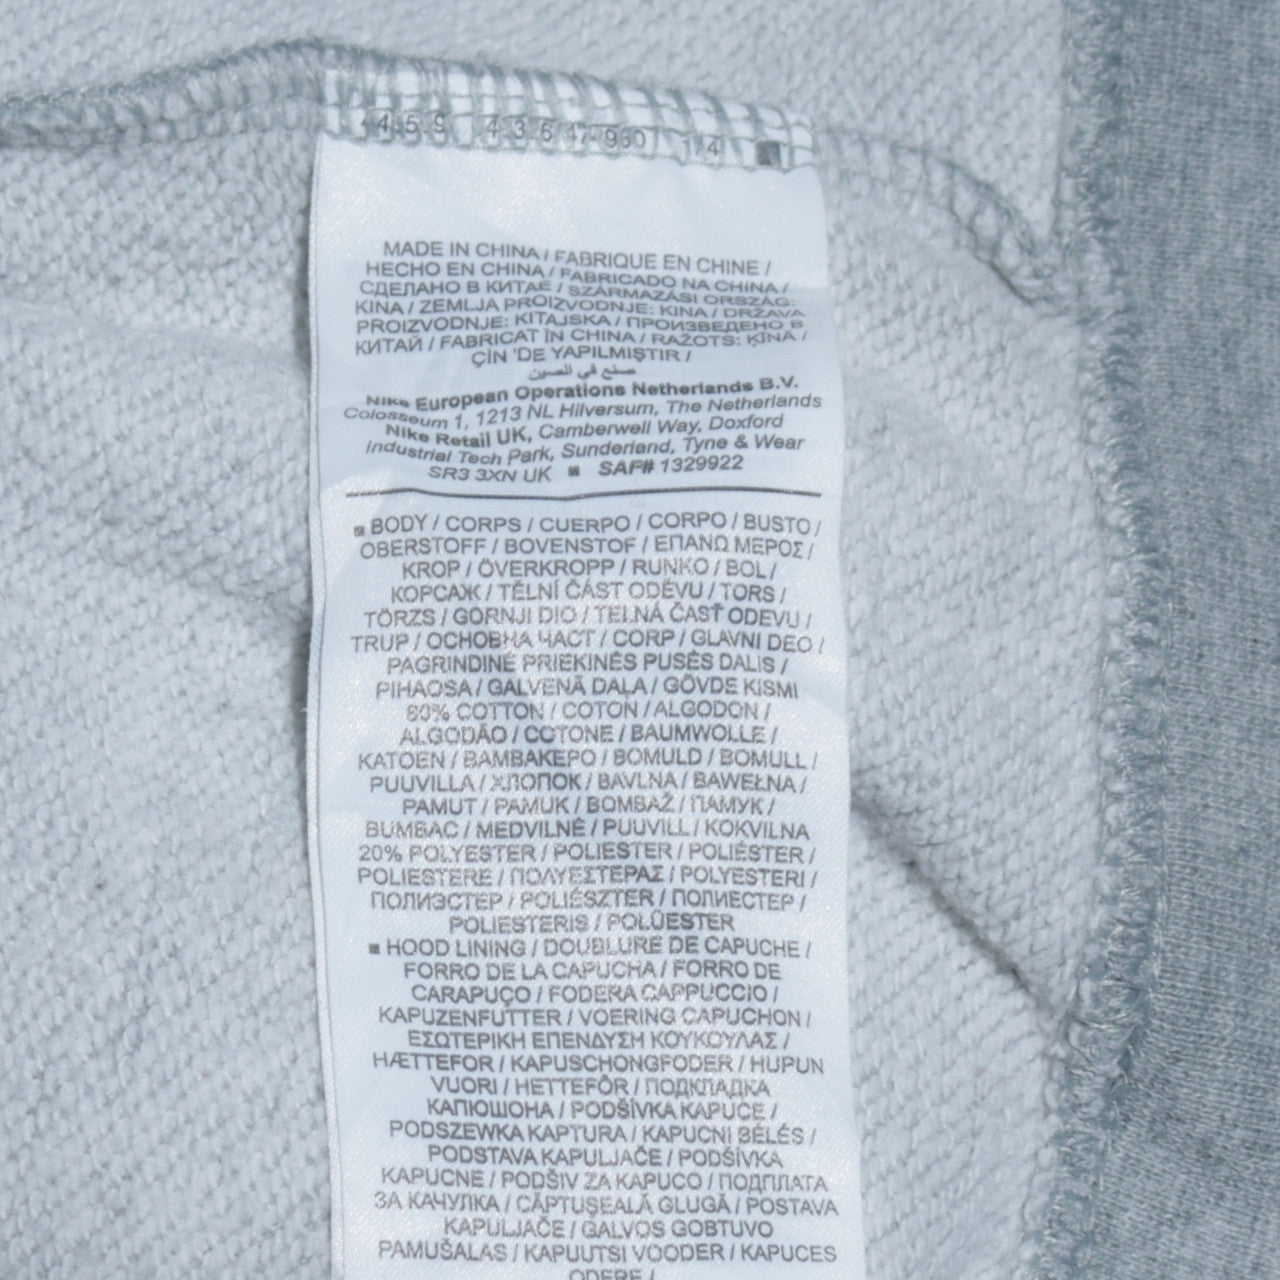 MADE IN CHINA / FABRIQUE EN CHINE /
HECHO EN CHINA / FABRICADO NA CHINA /
СДЕЛАНО В КИТАЕ / SZÁRMAZÁSI ORSZÁG:
KINA / ZEMLJA PROIZVODNJE: KINA / DRŽAVA
PROIZVODNJE: KITAJSKA / ПРОИЗВЕДЕНО В
КИТАЙ / FABRICAT ÎN CHINA / RAŽOTS: ĶĪNĀ /
ÇİN 'DE YAPILMIŞTIR /
صنع في الصين
Nike European Operations Netherlands B.V.
Colosseum 1, 1213 NL Hilversum, The Netherlands
Nike Retail UK, Camberwell Way, Doxford
Industrial Tech Park, Sunderland, Tyne & Wear
SR3 3XN UK ■ SAF# 1329922
■ BODY / CORPS / CUERPO / CORPO / BUSTO /
OBERSTOFF / BOVENSTOF / ΕΠΑΝΩ ΜΕΡΟΣ /
KROP / ÖVERKROPP / RUNKO / BOL /
КОРСАЖ / TĚLNÍ ČÁST ODĚVU / TORS /
TÖRZS / GORNJI DIO / TELNÁ ČASŤ ODEVU /
TRUP / ОСНОВНА ЧАСТ / CORP / GLAVNI DEO /
PAGRINDINĖ PRIEKINĖS PUSĖS DALIS /
PIHAOSA / GALVENĀ DAĻA / GÖVDE KISMI
80% COTTON / COTON / ALGODON /
ALGODÃO / COTONE / BAUMWOLLE /
KATOEN / ΒΑΜΒΑΚΕΡΟ / BOMULD / BOMULL /
PUUVILLA / ХЛОПОК / BAVLNA / BAWEŁNA /
PAMUT / PAMUK / BOMBAŽ / ПАМУК /
BUMBAC / MEDVILNĖ / PUUVILL / KOKVILNA
20% POLYESTER / POLIESTER / POLIÉSTER /
POLIESTERE / ΠΟΛΥΕΣΤΕΡΑΣ / POLYESTERI /
ПОЛИЭСТЕР / POLIÉSZTER / ПОЛИЕСТЕР /
POLIESTERIS / POLÜESTER
■ HOOD LINING / DOUBLURE DE CAPUCHE /
FORRO DE LA CAPUCHA / FORRO DE
CARAPUÇO / FODERA CAPPUCCIO /
KAPUZENFUTTER / VOERING CAPUCHON /
ΕΣΩΤΕΡΙΚΗ ΕΠΕΝΔΥΣΗ ΚΟΥΚΟΥΛΑΣ /
HÆTTEFOR / KAPUSCHONGFODER / HUPUN
VUORI / HETTEFÔR / ПОДКЛАДКА
КАПЮШОНА / PODŠÍVKA KAPUCE /
PODSZEWKA KAPTURA / KAPUCNI BÉLÉS /
PODSTAVA KAPULJAČE / PODŠÍVKA
KAPUCNE / PODŠIV ZA KAPUCO / ПОДПЛАТА
ЗА КАЧУЛКА / CĂPTUŞEALĂ GLUGĂ / POSTAVA
KAPULJAČE / GALVOS GOBTUVO
PAMUŠALAS / KAPUUTSI VOODER / KAPUCES
ODERE /